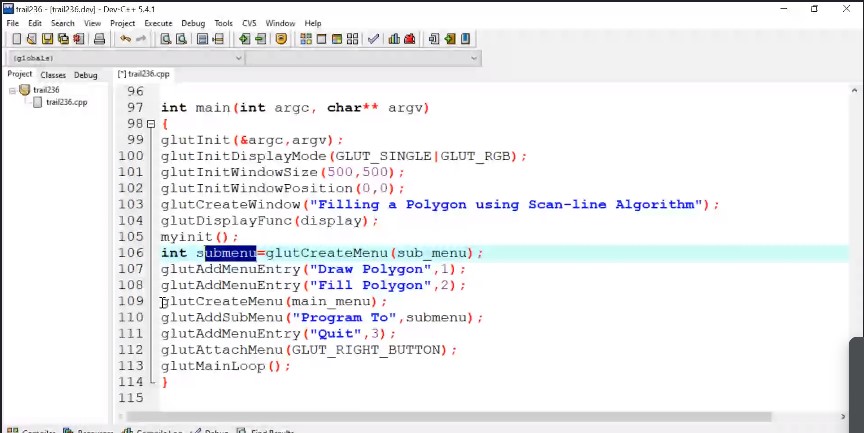 trail236 - [trail236.dev] - Dev-C++ 5.4.1
File Edit Search View Project Execute Debug Tools CVS Window Help
(globals)
Project Classes Debug [*] trail236.cpp
trail236
trail236.cpp
96
97 int main(int argc, char** argv)
98 {
99 glutInit(&argc,argv);
100 glutInitDisplayMode(GLUT_SINGLE|GLUT_RGB);
101 glutInitWindowSize(500,500);
102 glutInitWindowPosition(0,0);
103 glutCreateWindow("Filling a Polygon using Scan-line Algorithm");
104 glutDisplayFunc(display);
105 myinit();
106 int submenu=glutCreateMenu(sub_menu);
107 glutAddMenuEntry("Draw Polygon",1);
108 glutAddMenuEntry("Fill Polygon",2);
109 glutCreateMenu(main_menu);
110 glutAddSubMenu("Program To",submenu);
111 glutAddMenuEntry("Quit",3);
112 glutAttachMenu(GLUT_RIGHT_BUTTON);
113 glutMainLoop();
114 }
115
Compiler Resources Compile Log Debug Find Results